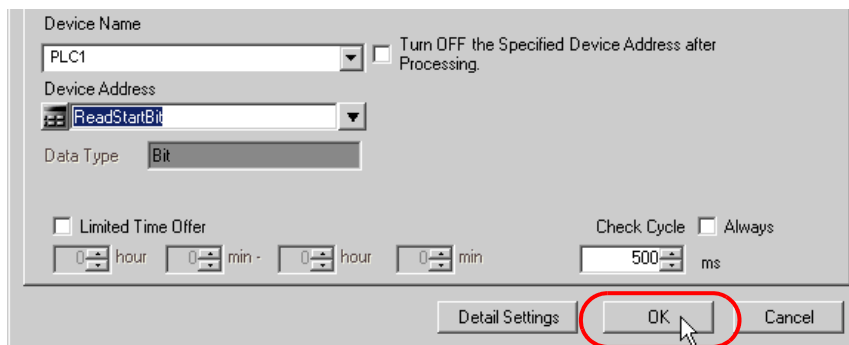 Device Name
PLC1
Turn OFF the Specified Device Address after
Processing.
Device Address
ReadStartBit
Data Type Bit
Limited Time Offer
Check Cycle Always
0 hour 0 min - 0 hour 0 min
500 ms
Detail Settings OK Cancel